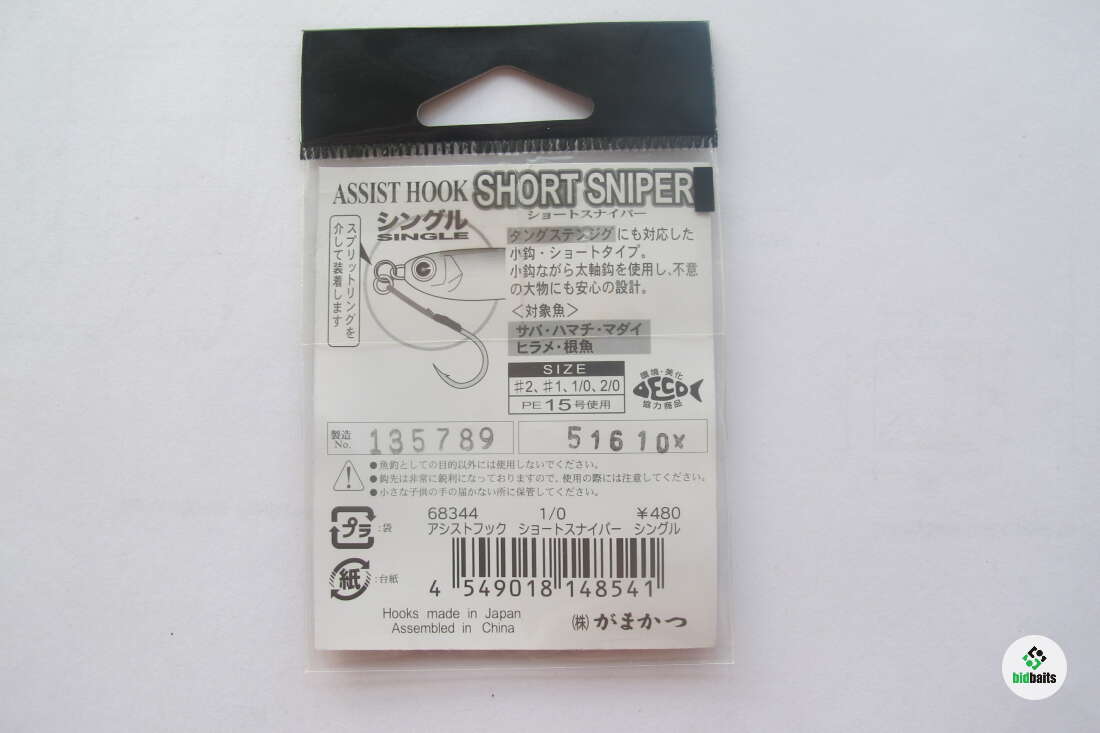 ASSIST HOOK SHORT SNIPER
ショートスナイパー
シングル
SINGLE
スプリットリングを
介して装着します
タングステンジグにも対応した
小鈎・ショートタイプ。
小鈎ながら太軸鈎を使用し、不意
の大物にも安心の設計。
＜対象魚＞
サバ・ハマチ・マダイ
ヒラメ・根魚
SIZE
♯2、♯1、1/0、2/0
PE 15号使用
環境・美化
ECO
協力商品
製造
No.
135789
51610
●魚鈎としての目的以外には使用しないでください。
●鈎先は非常に鋭利になっておりますので、使用の際には注意してください。
●小さな子供の手の届かない所に保管してください。
プラ
:袋
68344 1/0 ￥480
アシストフック ショートスナイパー シングル
紙
:台紙
4 549018 148541
Hooks made in Japan
Assembled in China
㈱ がまかつ
bidbaits